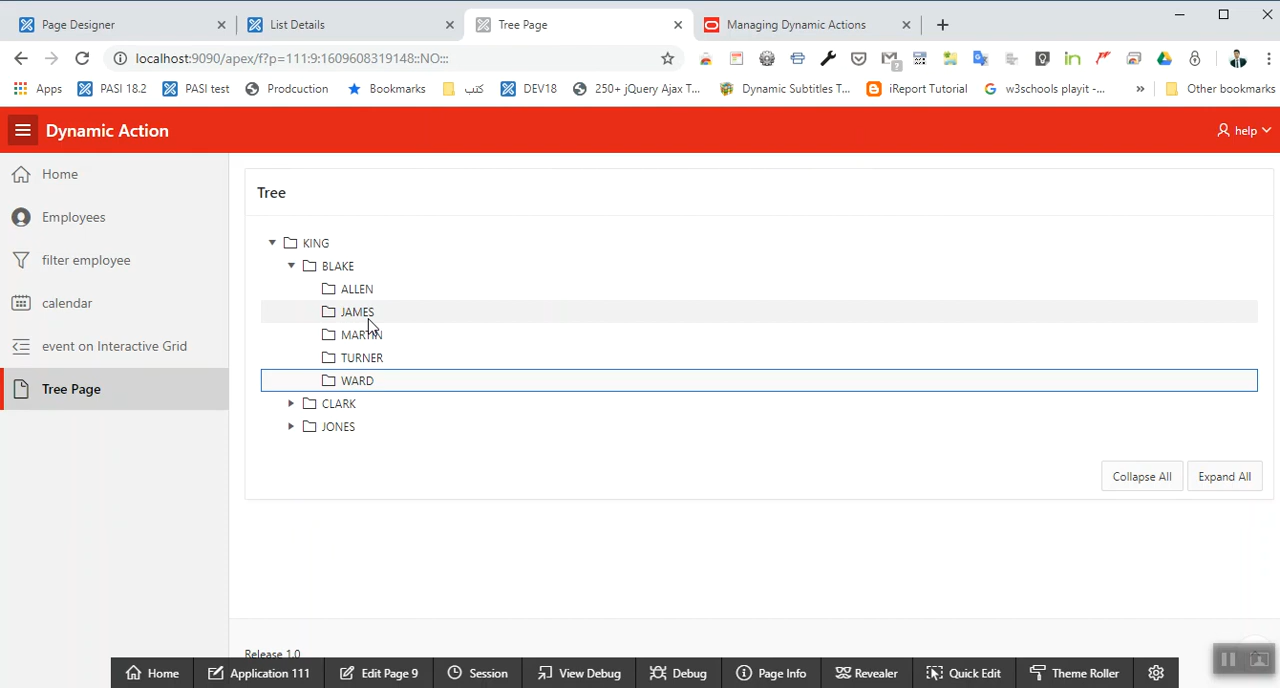 Page Designer
List Details
Tree Page
Managing Dynamic Actions
localhost:9090/apex/f?p=111:9:1609608319148::NO:::
Apps
PASI 18.2
PASI test
Prodcuction
Bookmarks
كتب
DEV18
250+ jQuery Ajax T...
Dynamic Subtitles T...
iReport Tutorial
w3schools playit -...
»
Other bookmarks
Dynamic Action
help
Home
Employees
filter employee
calendar
event on Interactive Grid
Tree Page
Tree
KING
BLAKE
ALLEN
JAMES
MARTIN
TURNER
WARD
CLARK
JONES
Collapse All
Expand All
Release 1.0
Home
Application 111
Edit Page 9
Session
View Debug
Debug
Page Info
Revealer
Quick Edit
Theme Roller